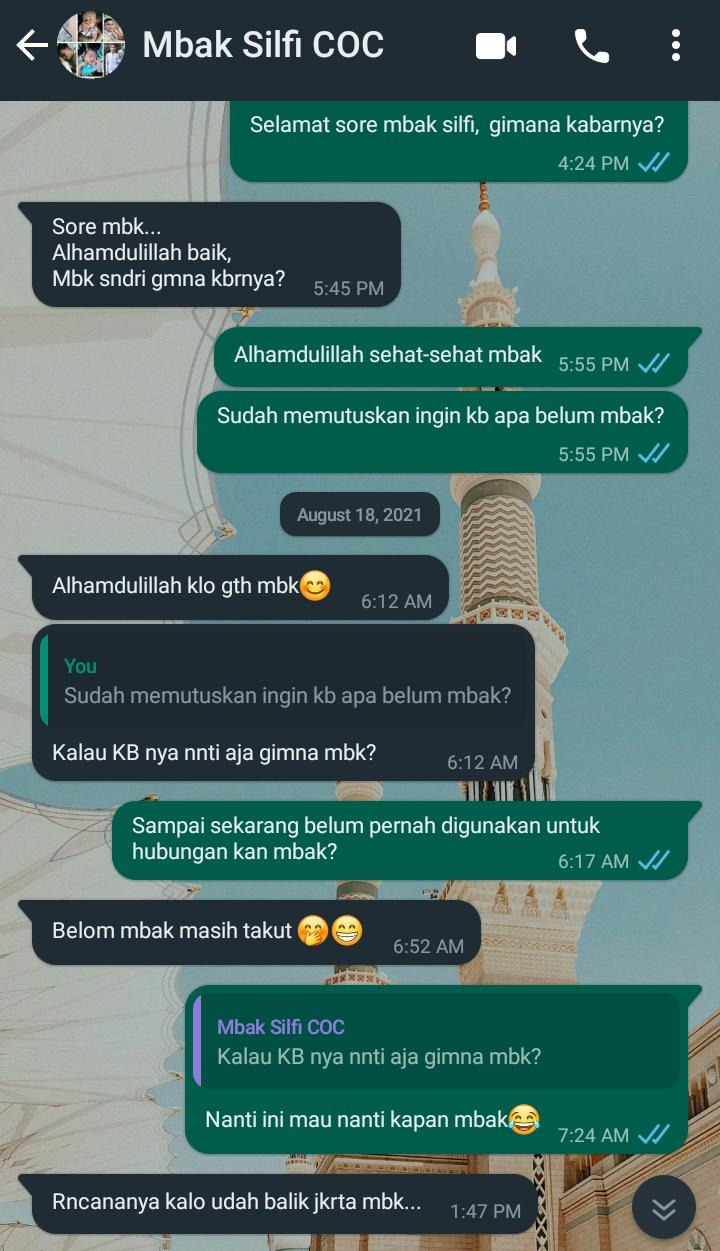 Mbak Silfi COC
Selamat sore mbak silfi,  gimana kabarnya?
4:24 PM
Sore mbk...
Alhamdulillah baik,
Mbk sndri gmna kbrnya?
5:45 PM
Alhamdulillah sehat-sehat mbak
5:55 PM
Sudah memutuskan ingin kb apa belum mbak?
5:55 PM
August 18, 2021
Alhamdulillah klo gth mbk😊
6:12 AM
You
Sudah memutuskan ingin kb apa belum mbak?
Kalau KB nya nnti aja gimna mbk?
6:12 AM
Sampai sekarang belum pernah digunakan untuk
hubungan kan mbak?
6:17 AM
Belom mbak masih takut 🤭😁
6:52 AM
Mbak Silfi COC
Kalau KB nya nnti aja gimna mbk?
Nanti ini mau nanti kapan mbak😂
7:24 AM
Rncananya kalo udah balik jkrta mbk...
1:47 PM